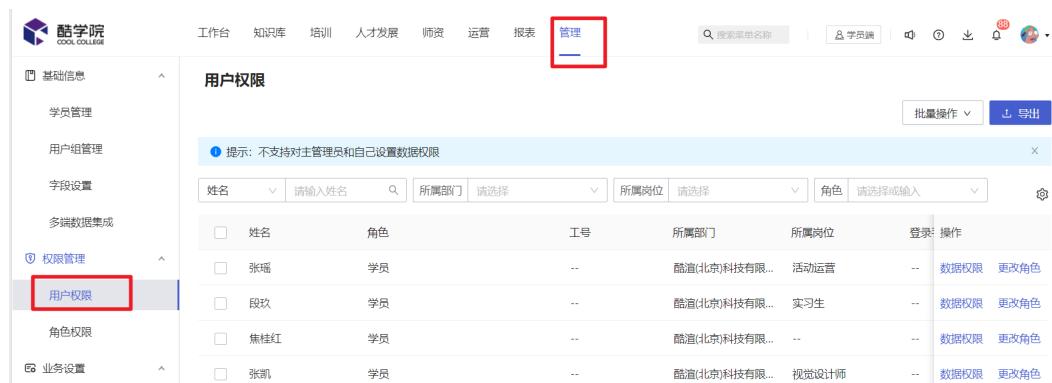 酷学院
COOL COLLEGE
工作台 知识库 培训 人才发展 师资 运营 报表 管理
搜索菜单名称
学员端
88
基础信息
学员管理
用户组管理
字段设置
多端数据集成
权限管理
用户权限
角色权限
业务设置
用户权限
批量操作 导出
提示：不支持对主管理员和自己设置数据权限
姓名 请输入姓名 所属部门 请选择 所属岗位 请选择 角色 请选择或输入
姓名 角色 工号 所属部门 所属岗位 登录 操作
张瑶 学员 -- 酷渲(北京)科技有限... 活动运营 -- 数据权限 更改角色
段玖 学员 -- 酷渲(北京)科技有限... 实习生 -- 数据权限 更改角色
焦桂红 学员 -- 酷渲(北京)科技有限... -- -- 数据权限 更改角色
张凯 学员 -- 酷渲(北京)科技有限... 视觉设计师 -- 数据权限 更改角色